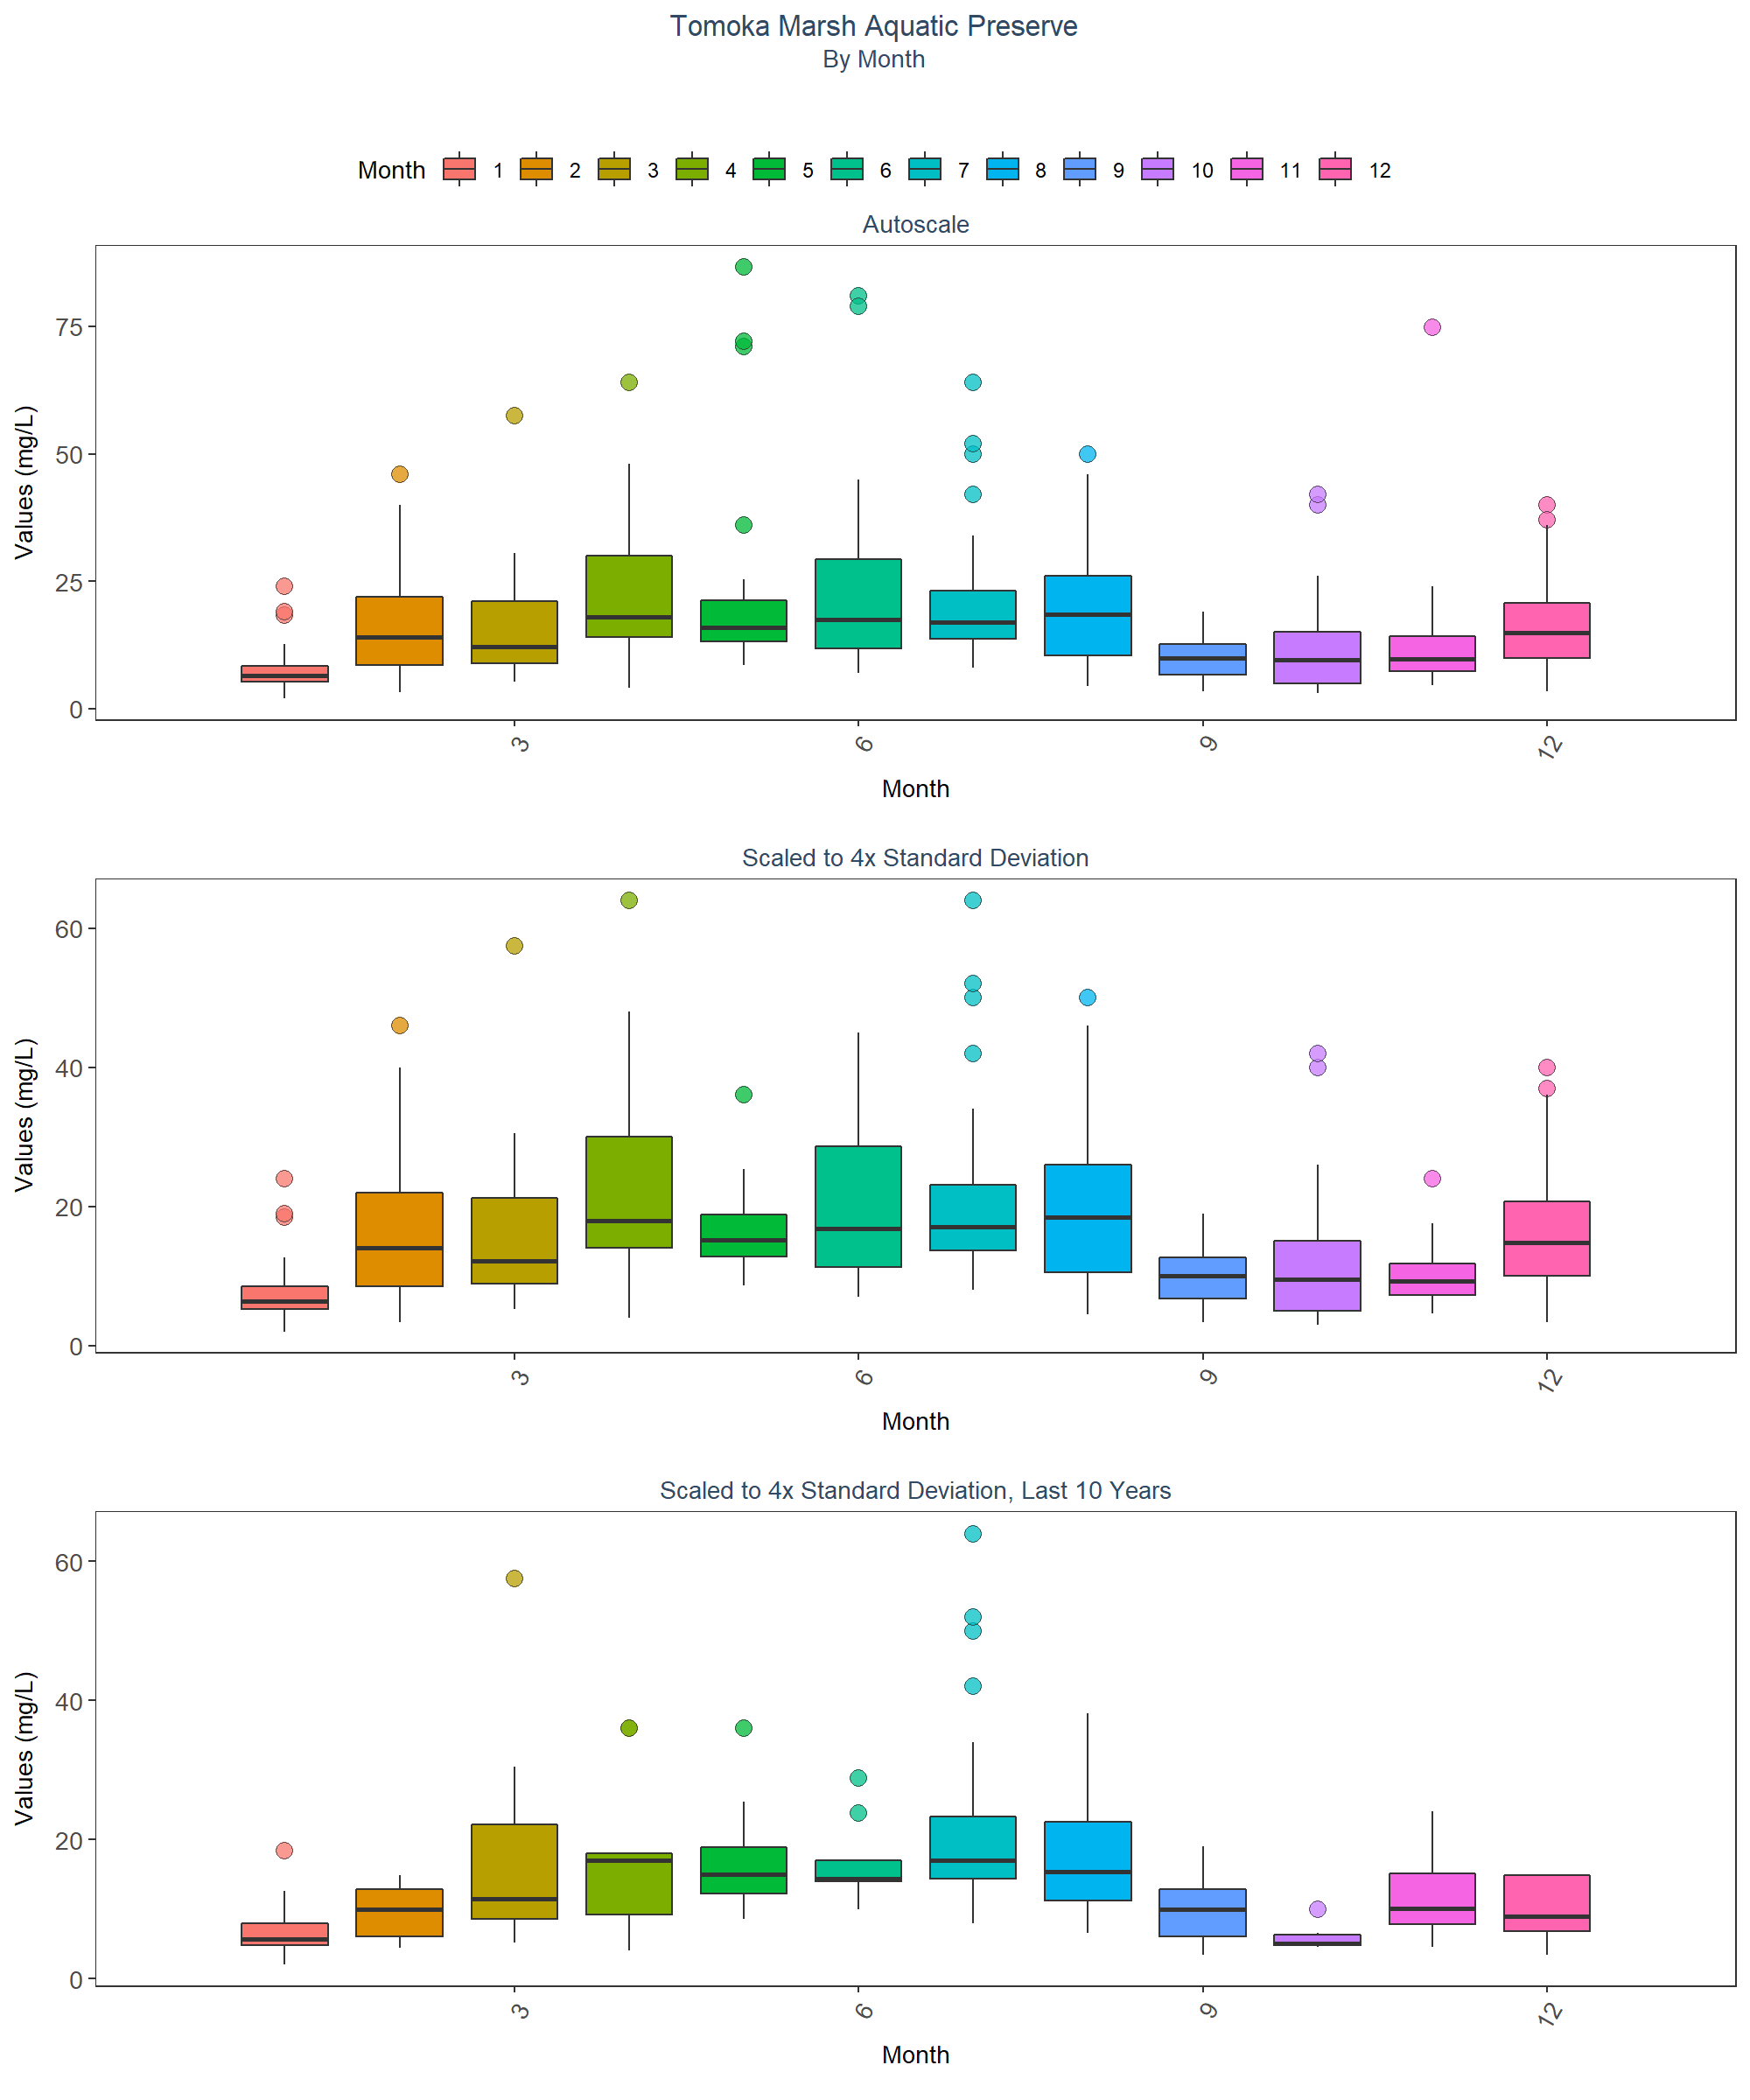 Tomoka Marsh Aquatic Preserve
By Month
Month 1 2 3 4 5 6 7 8 9 10 11 12
Autoscale
Values (mg/L)
75
50
25
0
3 6 9 12
Month
Scaled to 4x Standard Deviation
Values (mg/L)
60
40
20
0
3 6 9 12
Month
Scaled to 4x Standard Deviation, Last 10 Years
Values (mg/L)
60
40
20
0
3 6 9 12
Month